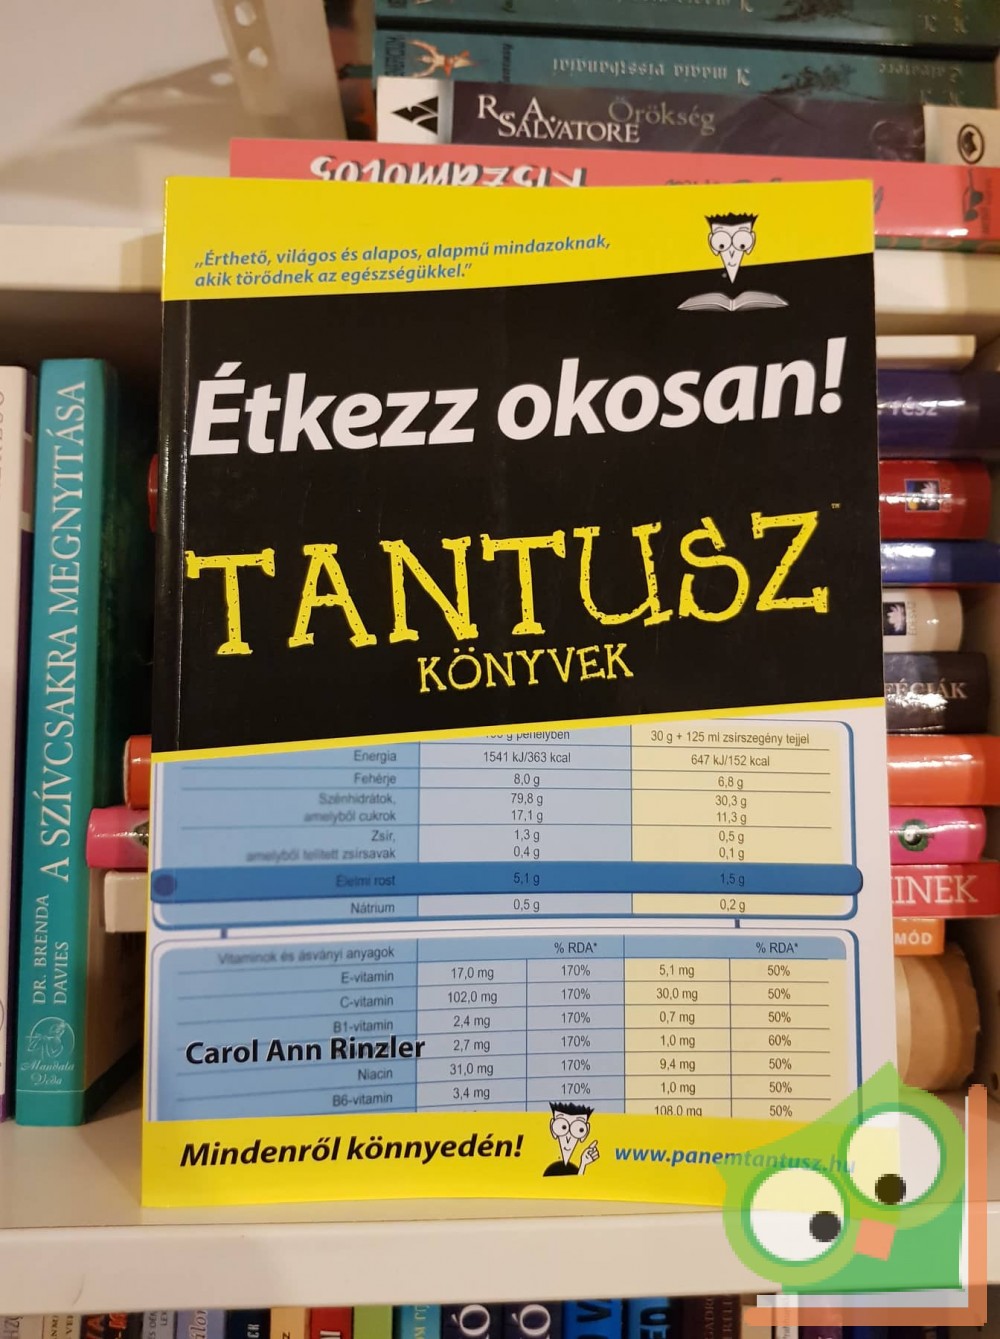 R. A.
SALVATORE
Örökség
„Érthető, világos és alapos, alapmű mindazoknak,
akik törődnek az egészségükkel.”
Étkezz okosan!
TANTUSZ™
KÖNYVEK
30 g + 125 ml zsírszegény tejjel
Energia 1541 kJ/363 kcal 647 kJ/152 kcal
Fehérje 8,0 g 6,8 g
Szénhidrátok, 79,8 g 30,3 g
amelyből cukrok 17,1 g 11,3 g
Zsír, 1,3 g 0,5 g
amelyből telített zsírsavak 0,4 g 0,1 g
Élelmi rost 5,1 g 1,5 g
Nátrium 0,5 g 0,2 g
Vitaminok és ásványi anyagok % RDA* % RDA*
E-vitamin 17,0 mg 170% 5,1 mg 50%
C-vitamin 102,0 mg 170% 30,0 mg 50%
B1-vitamin 2,4 mg 170% 0,7 mg 50%
2,7 mg 170% 1,0 mg 60%
Carol Ann Rinzler
Niacin 31,0 mg 170% 9,4 mg 50%
B6-vitamin 3,4 mg 170% 1,0 mg 50%
108,0 mg 50%
Mindenről könnyedén!
www.panemtantusz.hu
A SZÍVCSAKRA MEGNYITÁSA
DR. BRENDA
DAVIES
Mandala
Veda
rész
INEK
MÓD